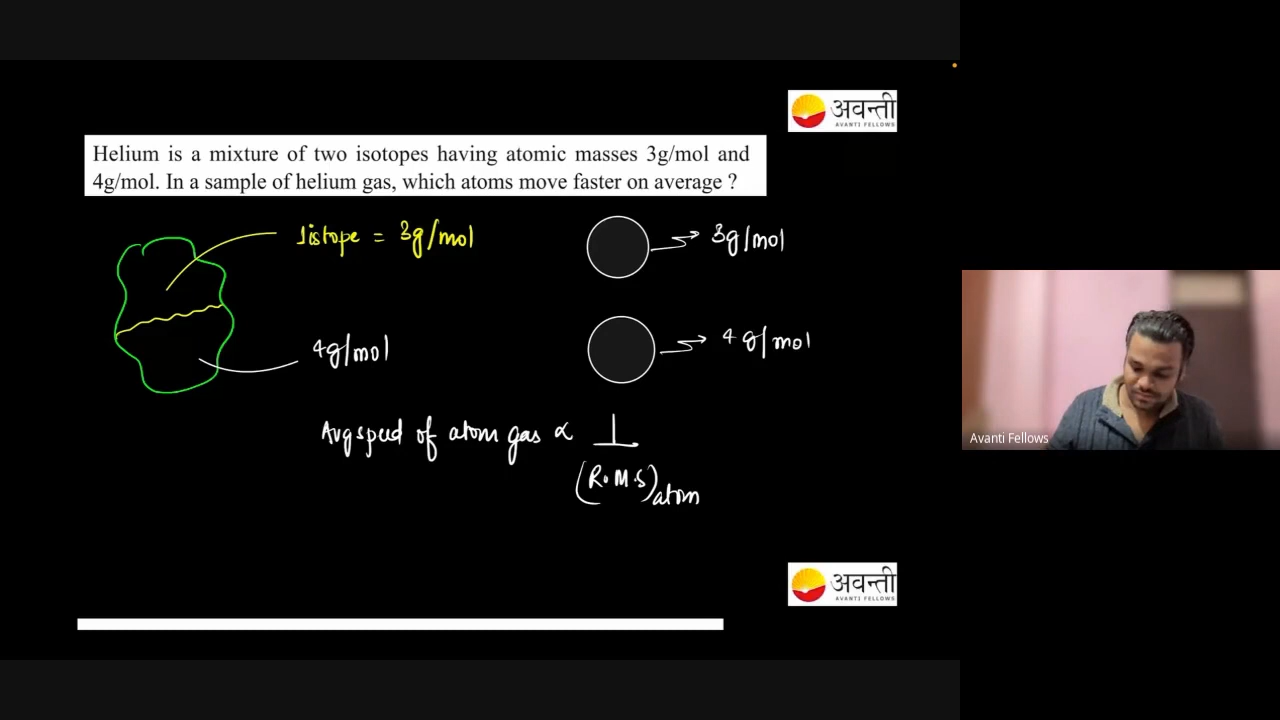 अवन्ती
AVANTI FELLOWS
Helium is a mixture of two isotopes having atomic masses 3g/mol and
4g/mol. In a sample of helium gas, which atoms move faster on average ?
Isistope = 3g/mol
3g/mol
4g/mol
4g/mol
Avg speed of atom gas ∝ 1
(R.M.S)atom
Avanti Fellows
अवन्ती
AVANTI FELLOWS